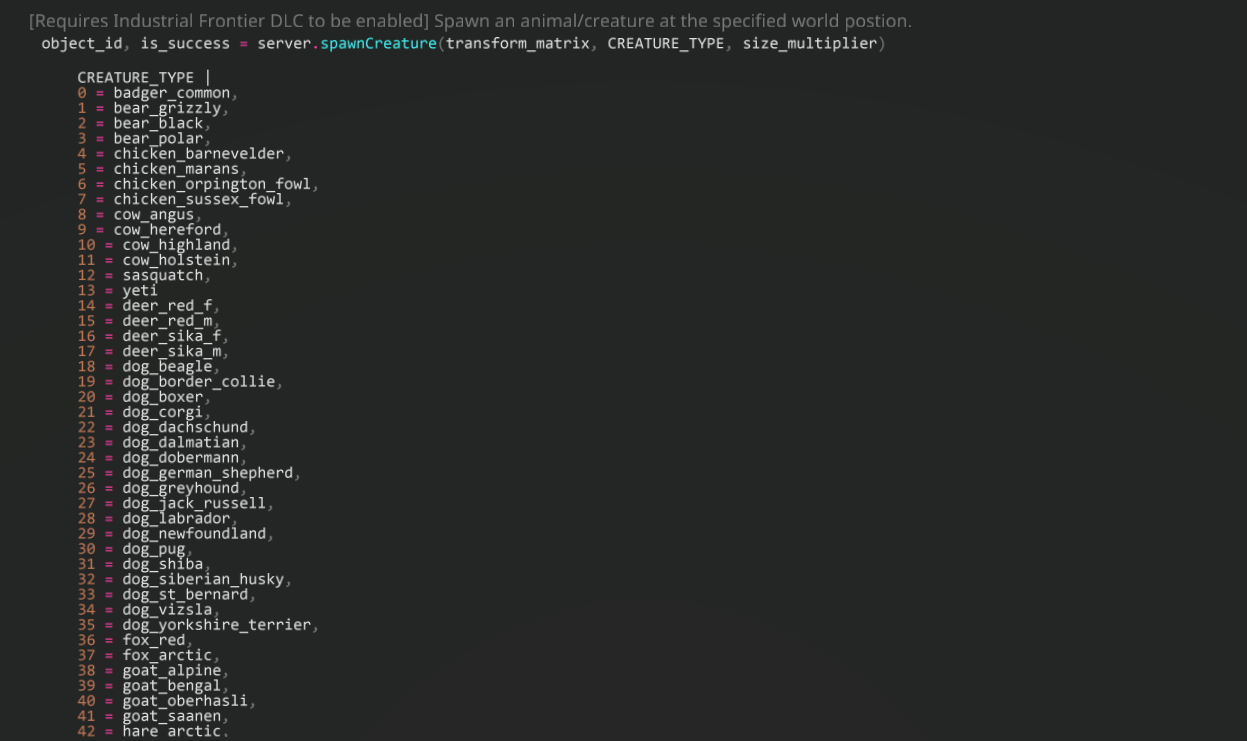 [Requires Industrial Frontier DLC to be enabled] Spawn an animal/creature at the specified world postion.
object_id, is_success = server.spawnCreature(transform_matrix, CREATURE_TYPE, size_multiplier)
CREATURE_TYPE |
0 = badger_common,
1 = bear_grizzly,
2 = bear_black,
3 = bear_polar,
4 = chicken_barnevelder,
5 = chicken_marans,
6 = chicken_orpington_fowl,
7 = chicken_sussex_fowl,
8 = cow_angus,
9 = cow_hereford,
10 = cow_highland,
11 = cow_holstein,
12 = sasquatch,
13 = yeti
14 = deer_red_f,
15 = deer_red_m,
16 = deer_sika_f,
17 = deer_sika_m,
18 = dog_beagle,
19 = dog_border_collie,
20 = dog_boxer,
21 = dog_corgi,
22 = dog_dachschund,
23 = dog_dalmatian,
24 = dog_dobermann,
25 = dog_german_shepherd,
26 = dog_greyhound,
27 = dog_jack_russell,
28 = dog_labrador,
29 = dog_newfoundland,
30 = dog_pug,
31 = dog_shiba,
32 = dog_siberian_husky,
33 = dog_st_bernard,
34 = dog_vizsla,
35 = dog_yorkshire_terrier,
36 = fox_red,
37 = fox_arctic,
38 = goat_alpine,
39 = goat_bengal,
40 = goat_oberhasli,
41 = goat_saanen,
42 = hare_arctic,